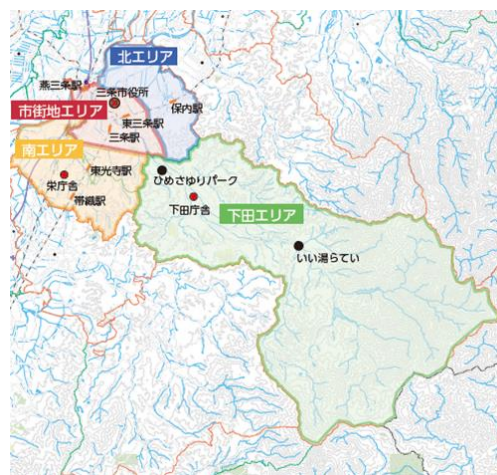 北エリア
燕三条駅
三条市役所
保内駅
市街地エリア
東三条駅
三条駅
南エリア
東光寺駅
ひめさゆりパーク
栄庁舎
帯織駅
下田庁舎
下田エリア
いい湯らてい